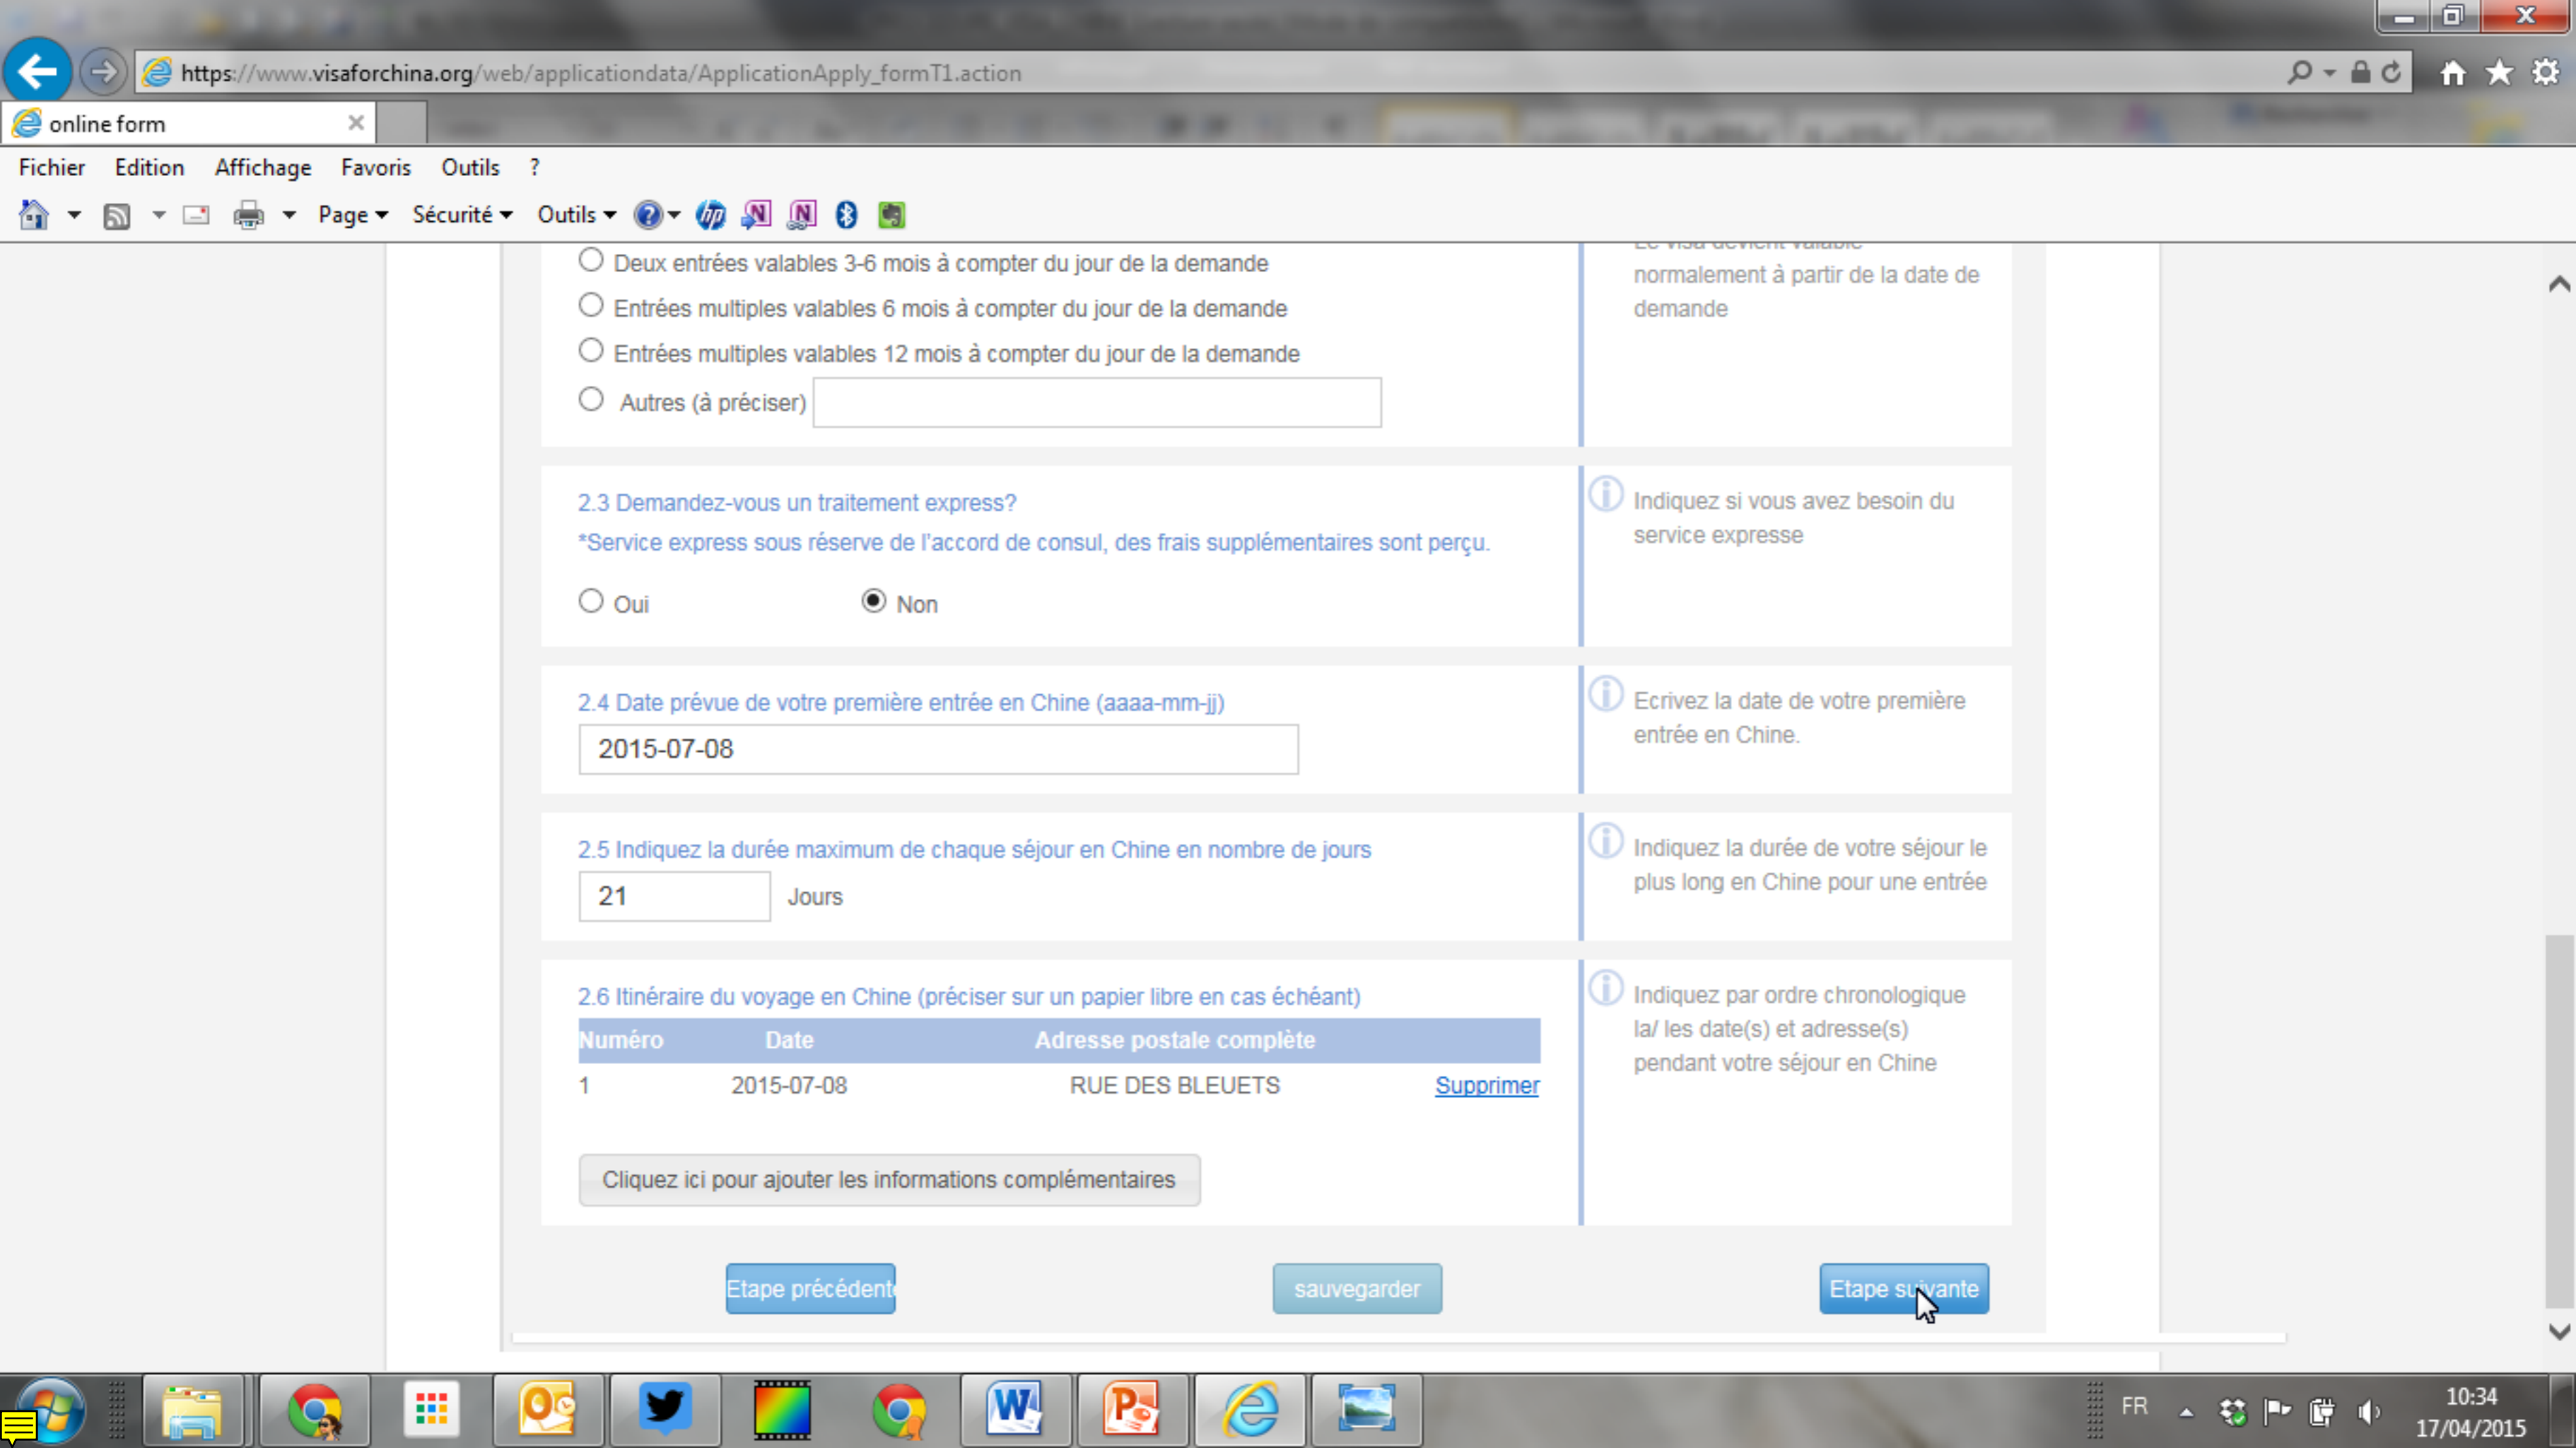 https://www.visaforchina.org/web/applicationdata/ApplicationApply_formT1.action
online form
Fichier Edition Affichage Favoris Outils ?
Page Sécurité Outils
Deux entrées valables 3-6 mois à compter du jour de la demande
Entrées multiples valables 6 mois à compter du jour de la demande
Entrées multiples valables 12 mois à compter du jour de la demande
Autres (à préciser)
Le visa devient valable
normalement à partir de la date de
demande
2.3 Demandez-vous un traitement express?
*Service express sous réserve de l'accord de consul, des frais supplémentaires sont perçu.
Oui Non
Indiquez si vous avez besoin du
service expresse
2.4 Date prévue de votre première entrée en Chine (aaaa-mm-jj)
2015-07-08
Ecrivez la date de votre première
entrée en Chine.
2.5 Indiquez la durée maximum de chaque séjour en Chine en nombre de jours
21 Jours
Indiquez la durée de votre séjour le
plus long en Chine pour une entrée
2.6 Itinéraire du voyage en Chine (préciser sur un papier libre en cas échéant)
Numéro Date Adresse postale complète
1 2015-07-08 RUE DES BLEUETS Supprimer
Cliquez ici pour ajouter les informations complémentaires
Indiquez par ordre chronologique
la/ les date(s) et adresse(s)
pendant votre séjour en Chine
Etape précédente sauvegarder Etape suivante
FR
10:34
17/04/2015